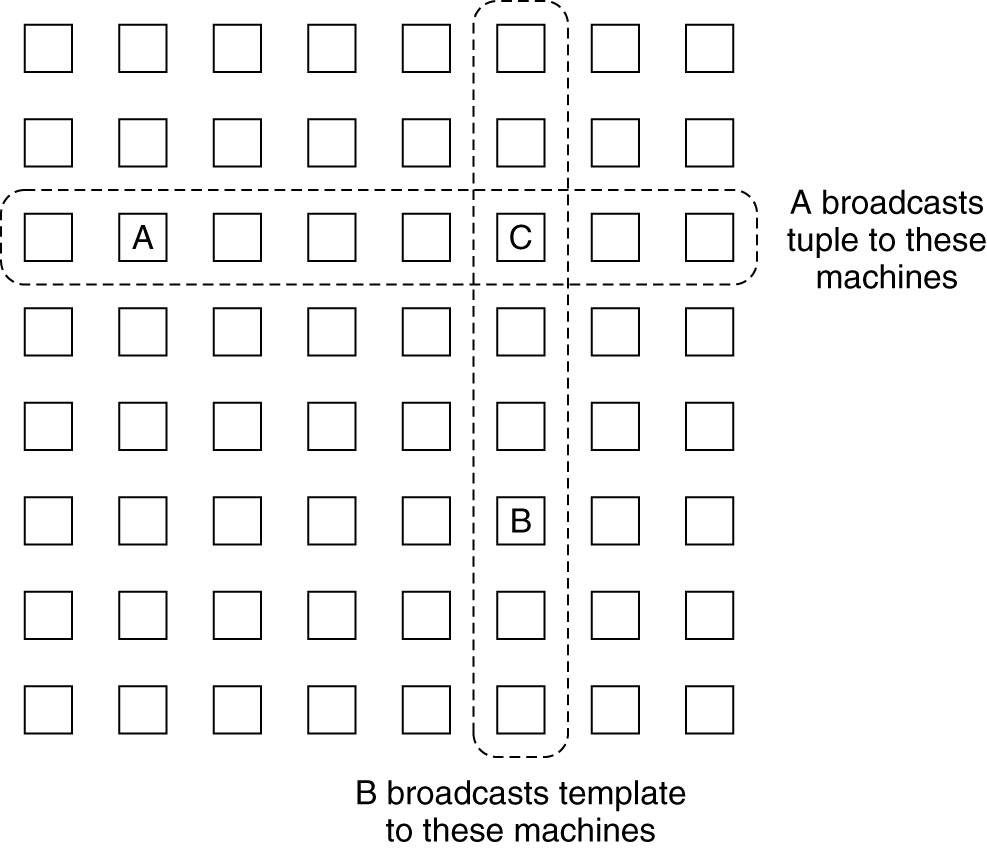 A
C
A broadcasts
tuple to these
machines
B
B broadcasts template
to these machines